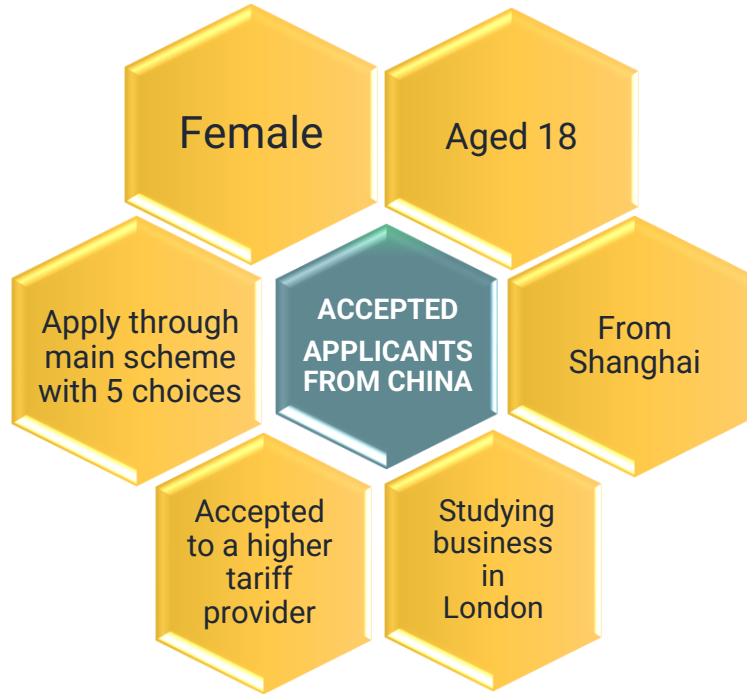 Female
Aged 18
Apply through
main scheme
with 5 choices
ACCEPTED
APPLICANTS
FROM CHINA
From
Shanghai
Accepted
to a higher
tariff
provider
Studying
business
in
London